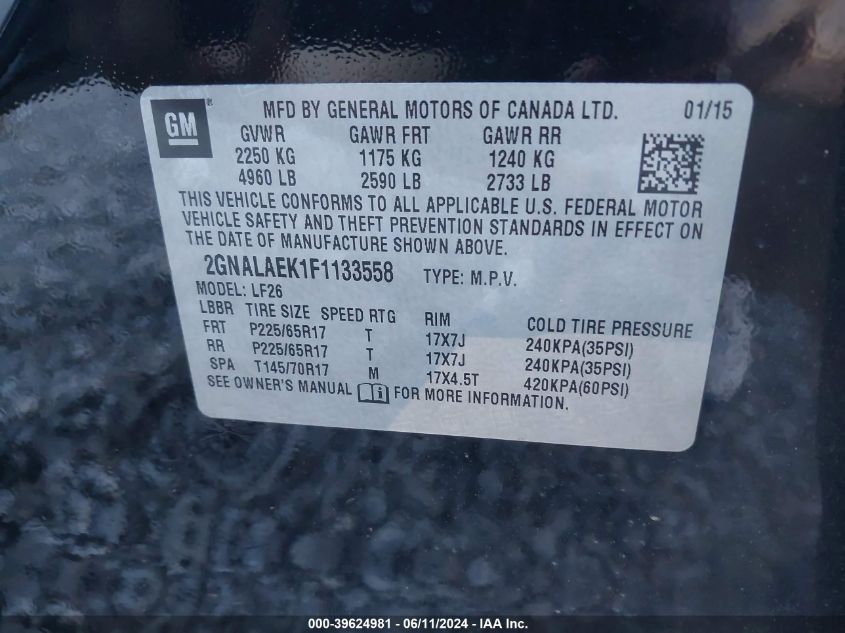 GM ® MFD BY GENERAL MOTORS OF CANADA LTD. 01/15
GVWR GAWR FRT GAWR RR
2250 KG 1175 KG 1240 KG
4960 LB 2590 LB 2733 LB
THIS VEHICLE CONFORMS TO ALL APPLICABLE U.S. FEDERAL MOTOR
VEHICLE SAFETY AND THEFT PREVENTION STANDARDS IN EFFECT ON
THE DATE OF MANUFACTURE SHOWN ABOVE.
2GNALAEK1F1133558 TYPE: M.P.V.
MODEL: LF26
LBBR TIRE SIZE SPEED RTG RIM COLD TIRE PRESSURE
FRT P225/65R17 T 17X7J 240KPA(35PSI)
RR P225/65R17 T 17X7J 240KPA(35PSI)
SPA T145/70R17 M 17X4.5T 420KPA(60PSI)
SEE OWNER'S MANUAL FOR MORE INFORMATION.
000-39624981 - 06/11/2024 - IAA Inc.